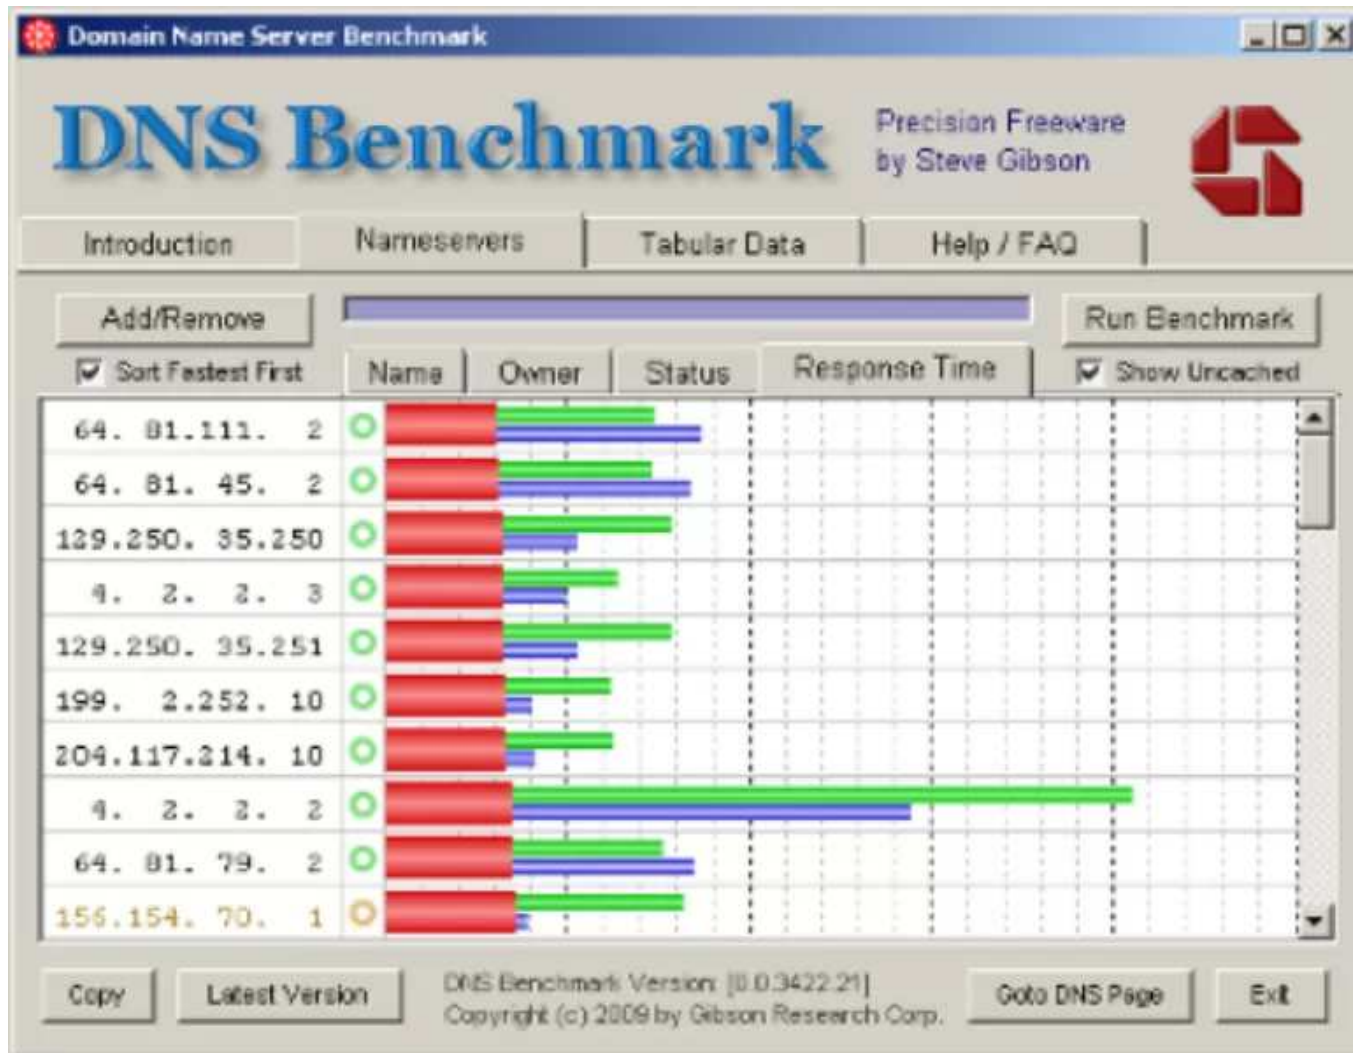 Domain Name Server Benchmark
DNS Benchmark
Precision Freeware
by Steve Gibson
Introduction
Nameservers
Tabular Data
Help / FAQ
Add/Remove
Run Benchmark
Sort Fastest First
Name
Owner
Status
Response Time
Show Uncached
64. 81.111. 2
64. 81. 45. 2
129.250. 35.250
4. 2. 2. 3
129.250. 35.251
199. 2.252. 10
204.117.214. 10
4. 2. 2. 2
64. 81. 79. 2
156.154. 70. 1
Copy
Latest Version
DNS Benchmark Version: [0.0.3422.21]
Copyright (c) 2009 by Gibson Research Corp.
Goto DNS Page
Exit